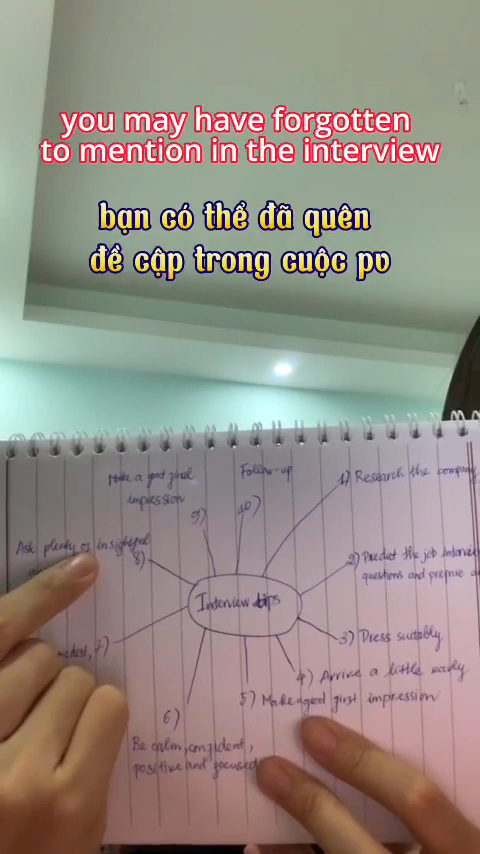 you may have forgotten
to mention in the interview
bạn có thể đã quên
đề cập trong cuộc pv
Make a good final
impression
9)
Follow-up
10)
1) Research the company
Ask plenty of insightful
8)
2) Predict the job interview
questions and prepare
Interview tips
modest, 7)
3) Dress suitably
4) Arrive a little early
5) Make good first impression
6)
Be calm, confident,
positive and focused